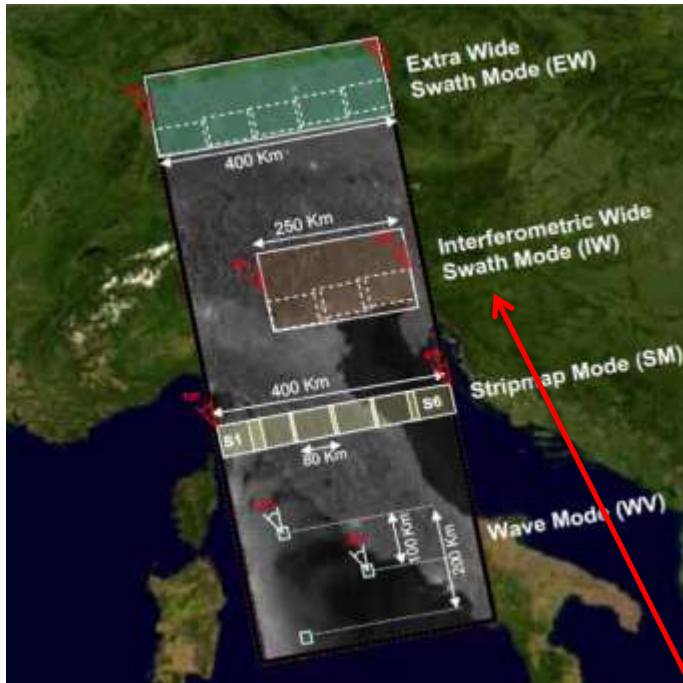 Extra Wide
Swath Mode (EW)
400 Km
250 Km
Interferometric Wide
Swath Mode (IW)
400 Km
Stripmap Mode (SM)
S1
S6
80 Km
Wave Mode (WV)
100 Km
200 Km